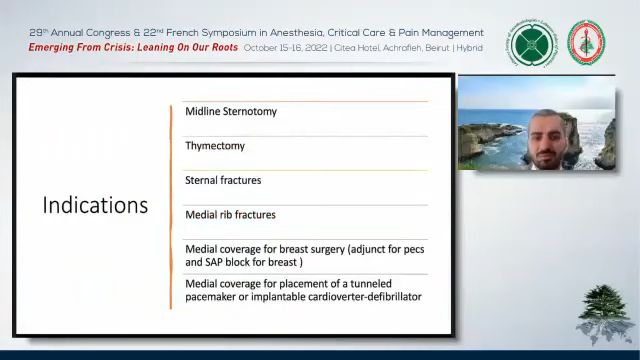 29th Annual Congress & 22nd French Symposium in Anesthesia, Critical Care & Pain Management
Emerging From Crisis: Leaning On Our Roots October 15-16, 2022 | Citea Hotel, Achrafieh, Beirut | Hybrid
Indications
Midline Sternotomy
Thymectomy
Sternal fractures
Medial rib fractures
Medial coverage for breast surgery (adjunct for pecs
and SAP block for breast )
Medial coverage for placement of a tunneled
pacemaker or implantable cardioverter-defibrillator